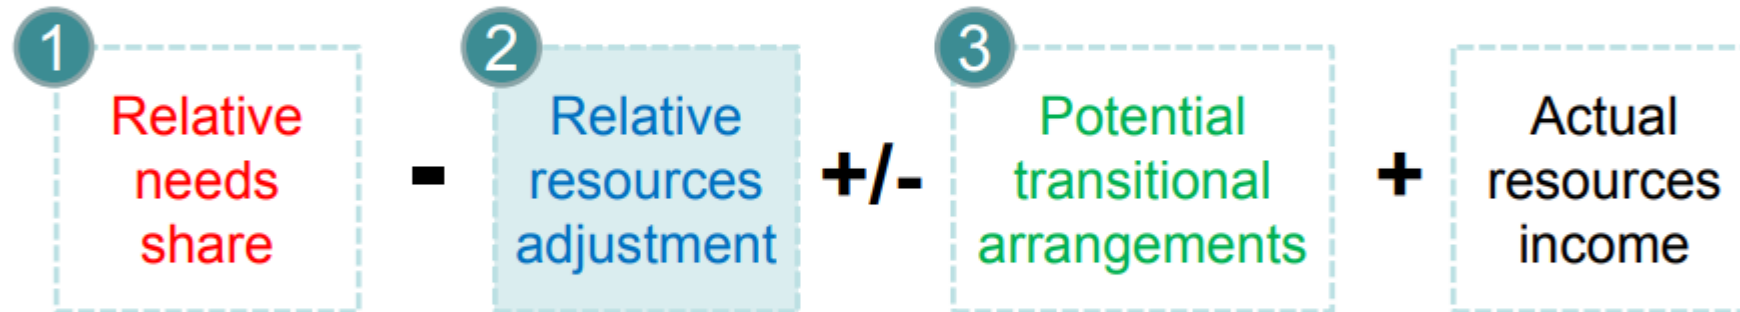 1
Relative
needs
share
-
2
Relative
resources
adjustment
+/-
3
Potential
transitional
arrangements
+
Actual
resources
income